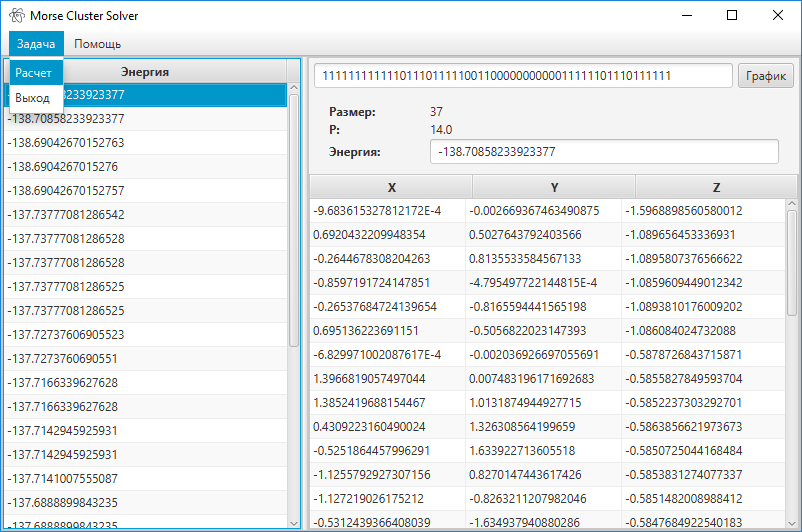 Morse Cluster Solver
Задача Помощь
Расчет
Выход
Энергия
233923377
-138.70858233923377
-138.69042670152763
-138.6904267015276
-138.69042670152757
-137.73777081286542
-137.73777081286528
-137.73777081286528
-137.73777081286525
-137.73777081286525
-137.72737606905523
-137.7273760690551
-137.7166339627628
-137.7166339627628
-137.7142945925931
-137.7142945925931
-137.7141007555087
-137.6888899843235
-137.6888899843235
1111111111110111011111001100000000000111111011101111111
График
Размер: 37
P: 14.0
Энергия: -138.70858233923377
X Y Z
-9.683615327812172E-4 -0.002669367463490875 -1.5968898560580012
0.6920432209948354 0.5027643792403566 -1.089656453336931
-0.2644678308204263 0.8135533584567133 -1.0895807376566622
-0.8597191724147851 -4.795497722144815E-4 -1.0859609449012342
-0.26537684724139654 -0.8165594441565198 -1.0893810176009202
0.695136223691151 -0.5056822023147393 -1.086084024732088
-6.829971002087617E-4 -0.002036926697055691 -0.5878726843715871
1.3966819057497044 0.007483196171692683 -0.5855827849593704
1.3852419688154467 1.0131874944927715 -0.5852237303292701
0.4309223160490024 1.326308564199659 -0.5863856621973673
-0.5251864457996291 1.633922713605518 -0.5850725044168484
-1.1255792927307156 0.8270147443617426 -0.5853831274077337
-1.127219026175212 -0.8263211207982046 -0.5851482008988412
-0.5312439366408039 -1.634937940880286 -0.5847684922540183